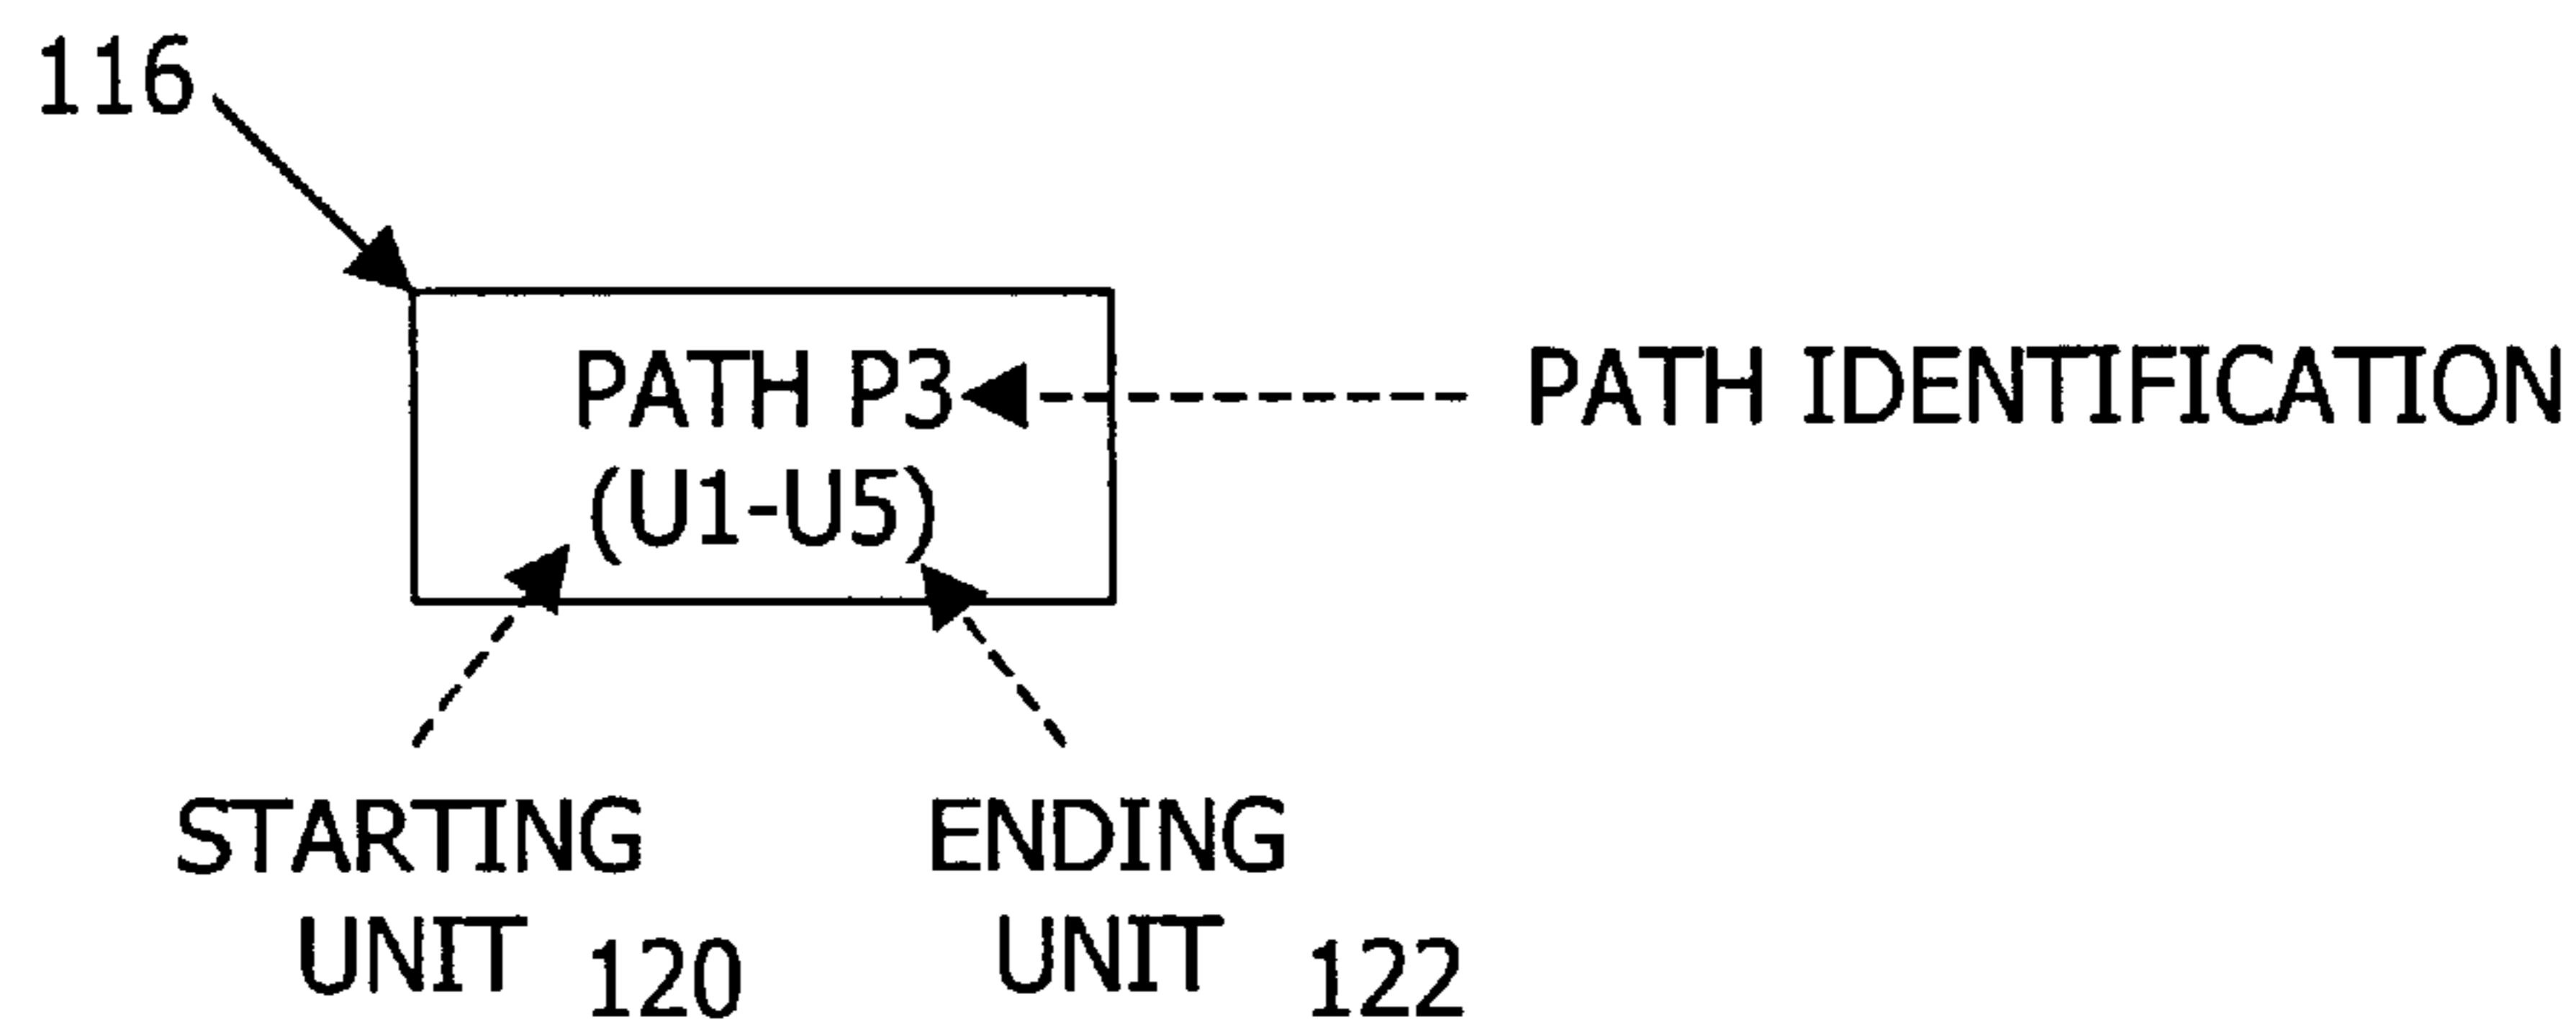 116
PATH P3
PATH IDENTIFICATION
(U1-U5)
STARTING
UNIT 120
ENDING
UNIT 122